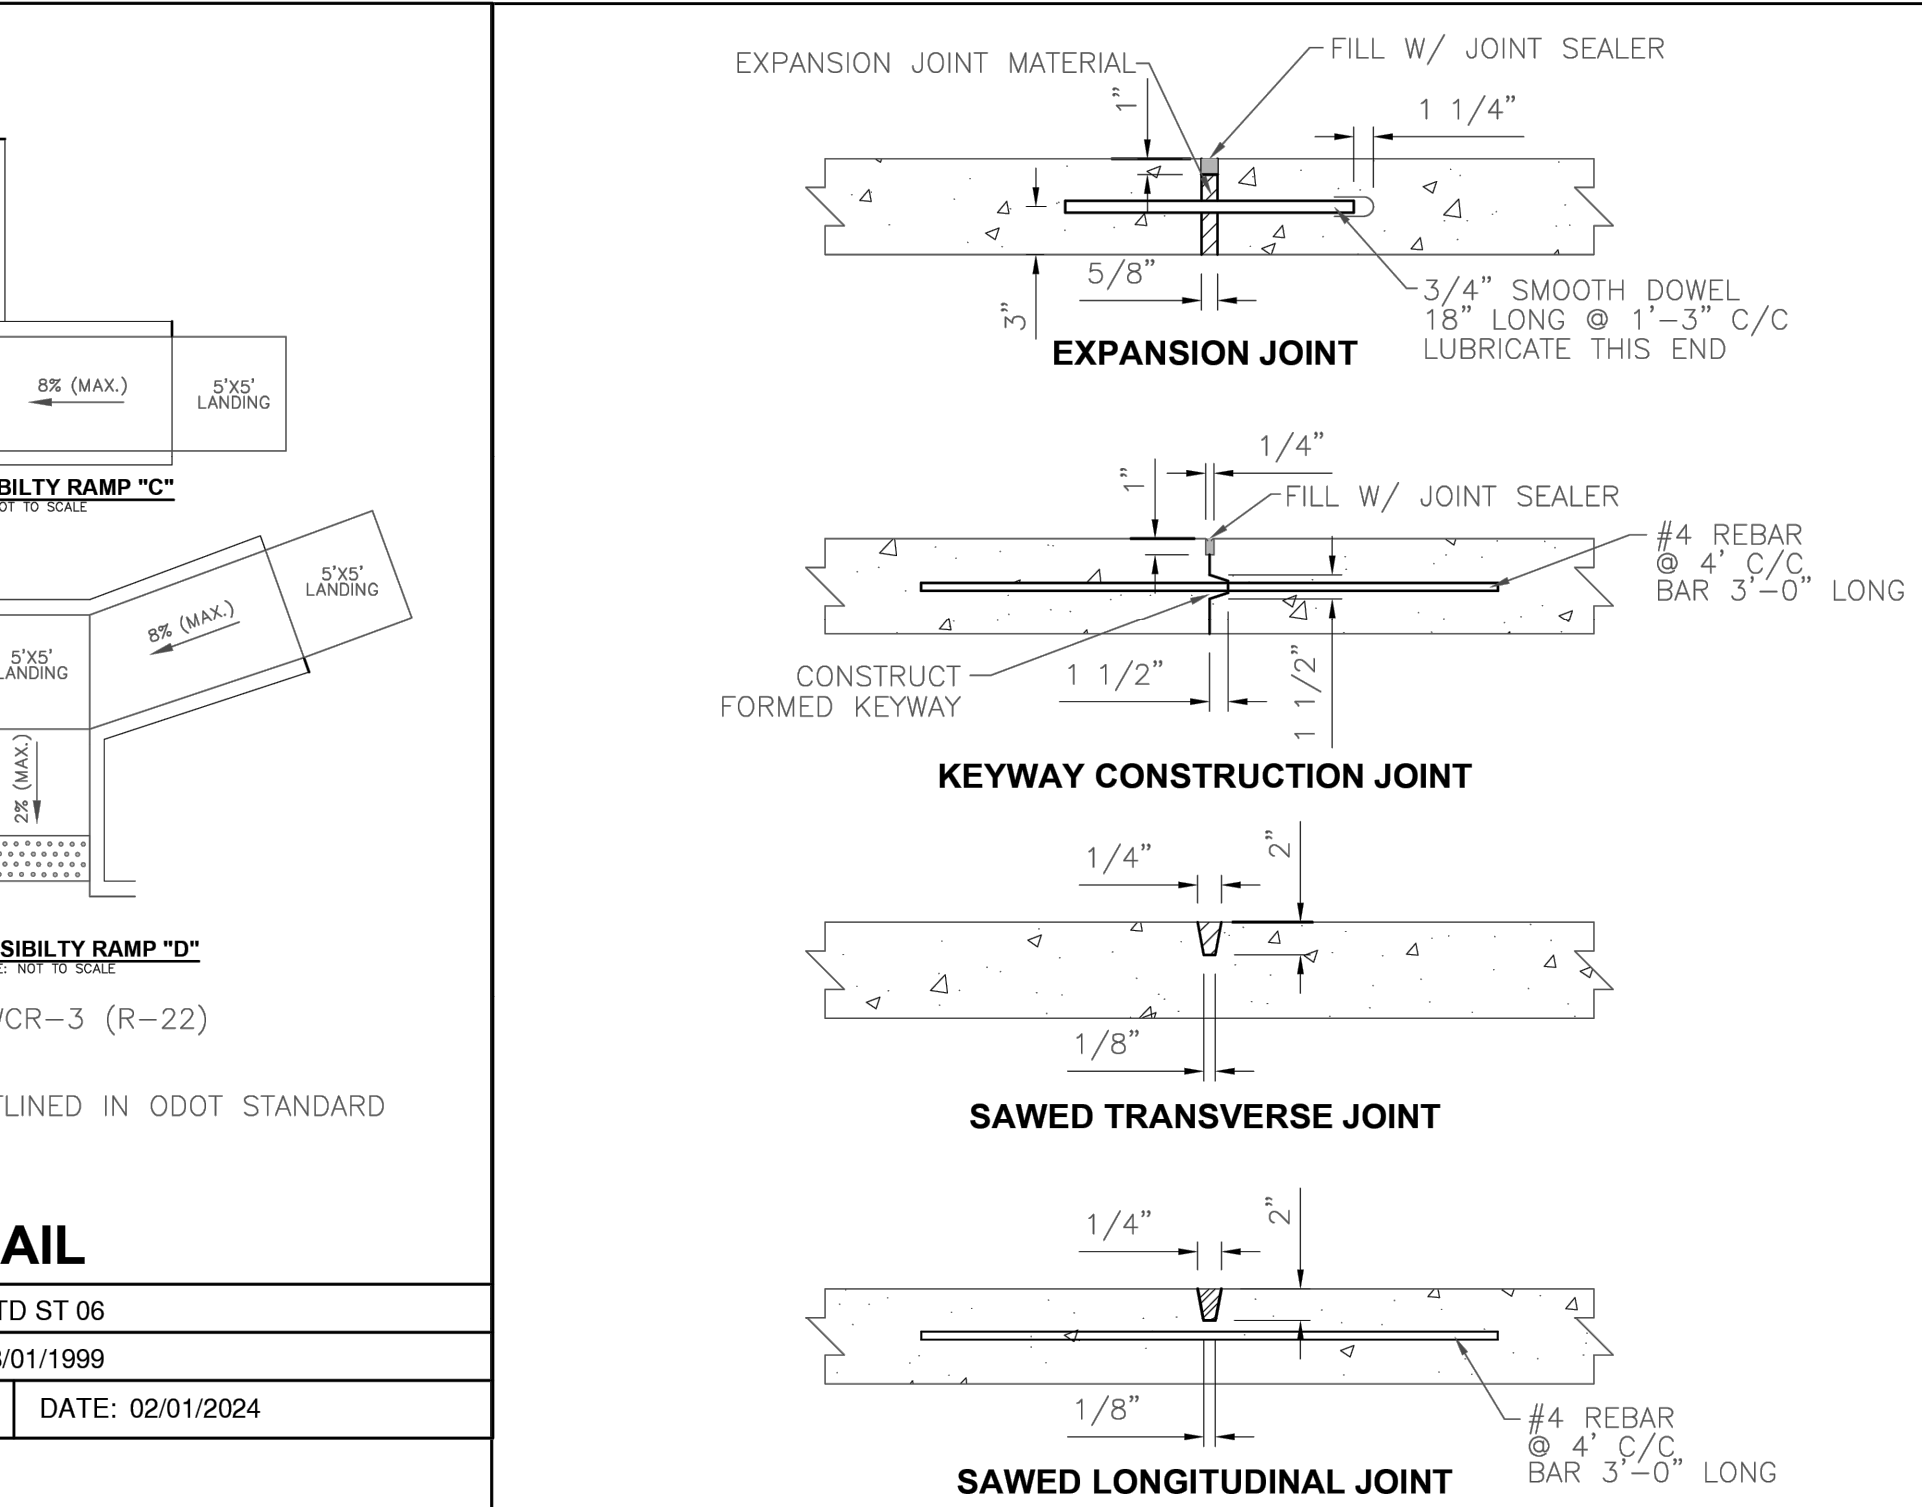 8% (MAX.)
5'X5'
LANDING
BILTY RAMP "C"
OT TO SCALE
5'X5'
LANDING
8% (MAX.)
5'X5'
LANDING
2% (MAX.)
SIBILTY RAMP "D"
E: NOT TO SCALE
CR-3 (R-22)
TLINED IN ODOT STANDARD
AIL
TD ST 06
/01/1999
DATE: 02/01/2024
EXPANSION JOINT MATERIAL
FILL W/ JOINT SEALER
1"
1 1/4"
5/8"
3"
3/4" SMOOTH DOWEL
18" LONG @ 1'-3" C/C
LUBRICATE THIS END
EXPANSION JOINT
1/4"
1"
FILL W/ JOINT SEALER
#4 REBAR
@ 4' C/C
BAR 3'-0" LONG
CONSTRUCT
FORMED KEYWAY
1 1/2"
1 1/2"
KEYWAY CONSTRUCTION JOINT
1/4"
2"
1/8"
SAWED TRANSVERSE JOINT
1/4"
2"
1/8"
#4 REBAR
@ 4' C/C
BAR 3'-0" LONG
SAWED LONGITUDINAL JOINT